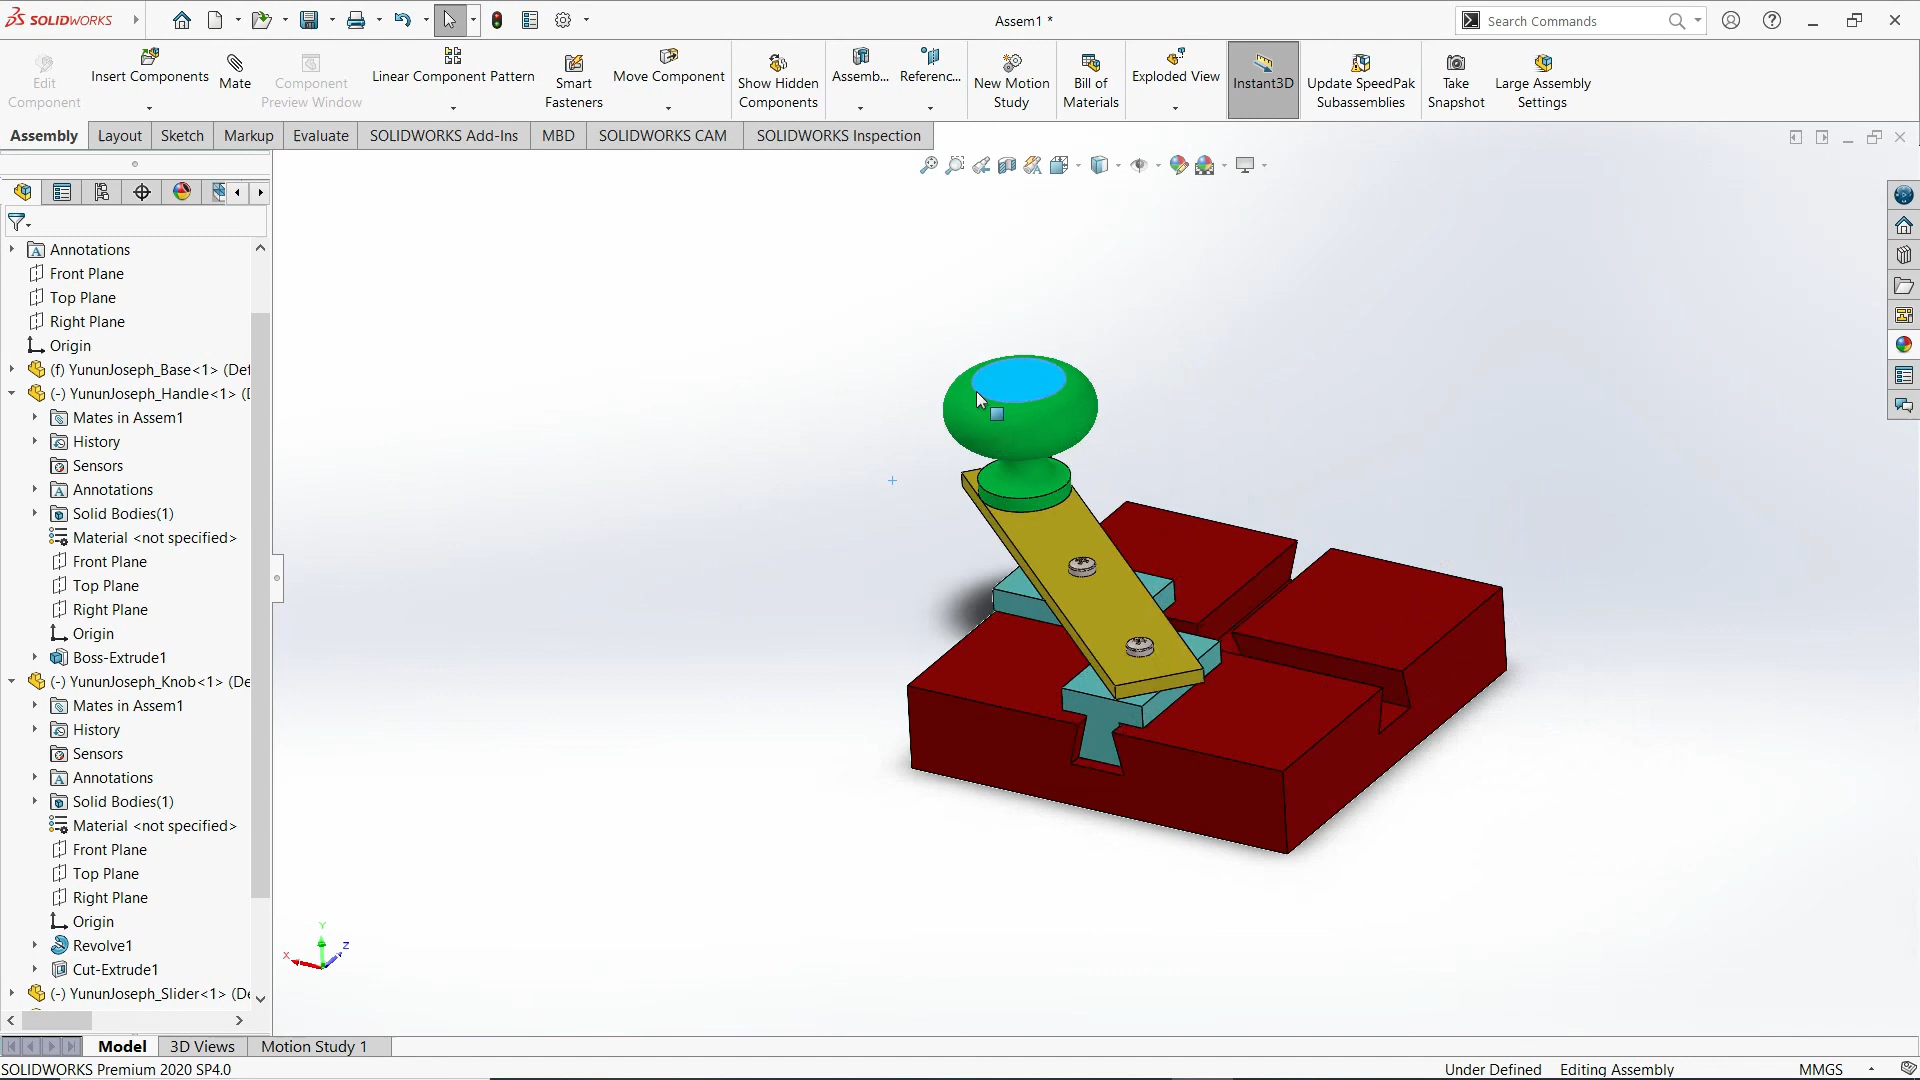 SOLIDWORKS
Assem1 *
Search Commands
Edit Component
Insert Components
Mate
Component Preview Window
Linear Component Pattern
Smart Fasteners
Move Component
Show Hidden Components
Assemb...
Referenc...
New Motion Study
Bill of Materials
Exploded View
Instant3D
Update SpeedPak Subassemblies
Take Snapshot
Large Assembly Settings
Assembly
Layout
Sketch
Markup
Evaluate
SOLIDWORKS Add-Ins
MBD
SOLIDWORKS CAM
SOLIDWORKS Inspection
Annotations
Front Plane
Top Plane
Right Plane
Origin
(f) YununJoseph_Base<1> (Def
(-) YununJoseph_Handle<1> (D
Mates in Assem1
History
Sensors
Annotations
Solid Bodies(1)
Material <not specified>
Front Plane
Top Plane
Right Plane
Origin
Boss-Extrude1
(-) YununJoseph_Knob<1> (De
Mates in Assem1
History
Sensors
Annotations
Solid Bodies(1)
Material <not specified>
Front Plane
Top Plane
Right Plane
Origin
Revolve1
Cut-Extrude1
(-) YununJoseph_Slider<1> (De
Y
X
Z
Model
3D Views
Motion Study 1
SOLIDWORKS Premium 2020 SP4.0
Under Defined
Editing Assembly
MMGS